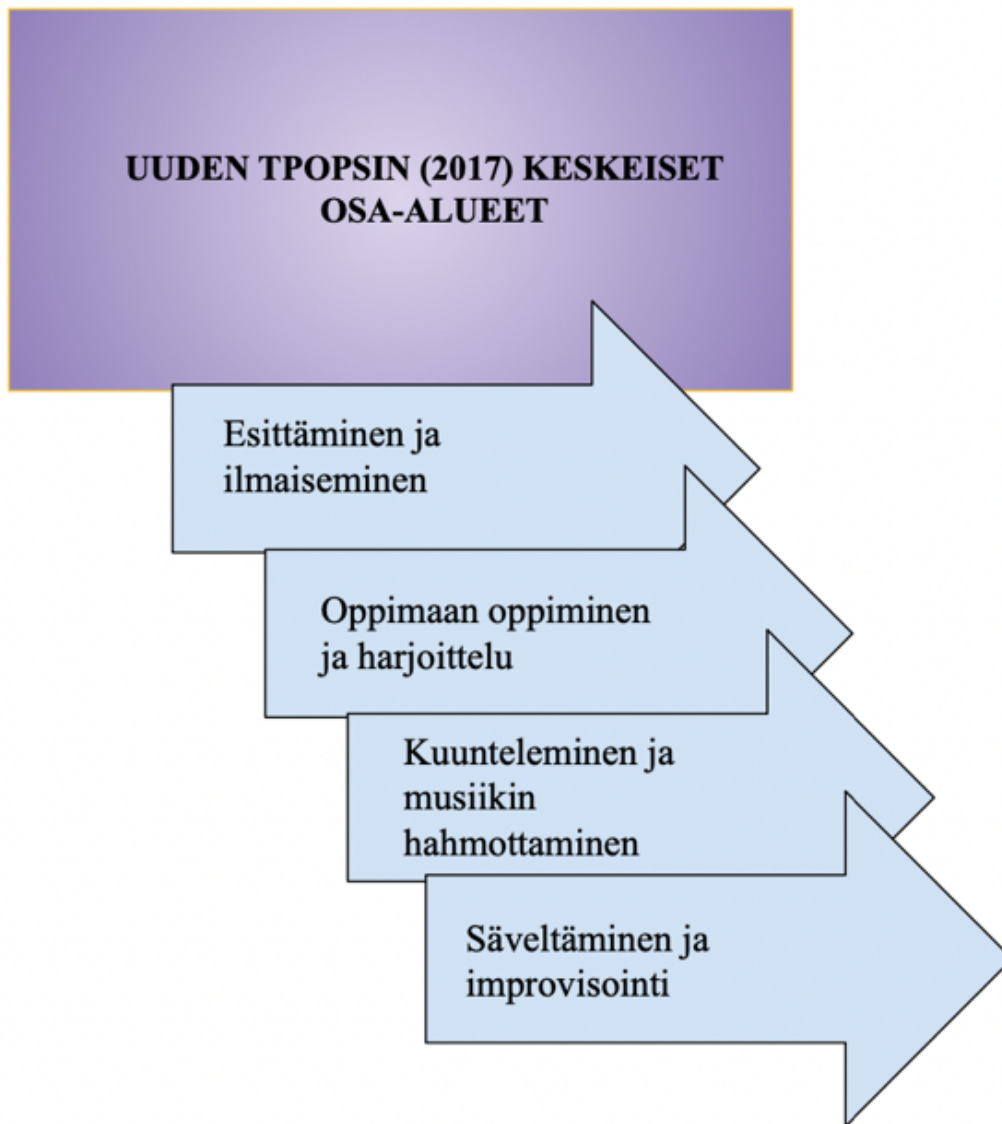 UUDEN TPOPSIN (2017) KESKEISET
OSA-ALUEET
Esittäminen ja
ilmaiseminen
Oppimaan oppiminen
ja harjoittelu
Kuunteleminen ja
musiikin
hahmottaminen
Säveltäminen ja
improvisointi